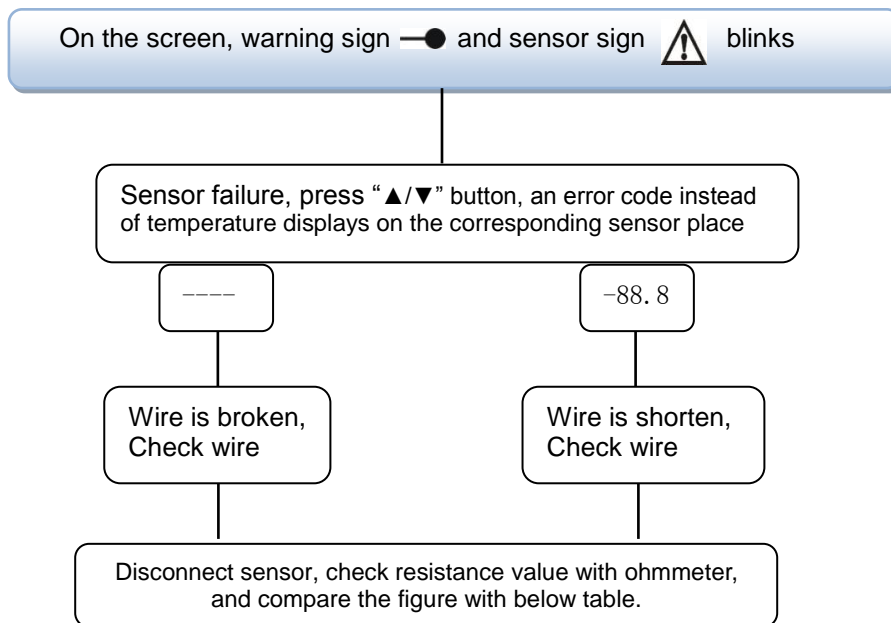 On the screen, warning sign and sensor sign blinks
Sensor failure, press “▲/▼” button, an error code instead
of temperature displays on the corresponding sensor place
----
-88.8
Wire is broken,
Check wire
Wire is shorten,
Check wire
Disconnect sensor, check resistance value with ohmmeter,
and compare the figure with below table.